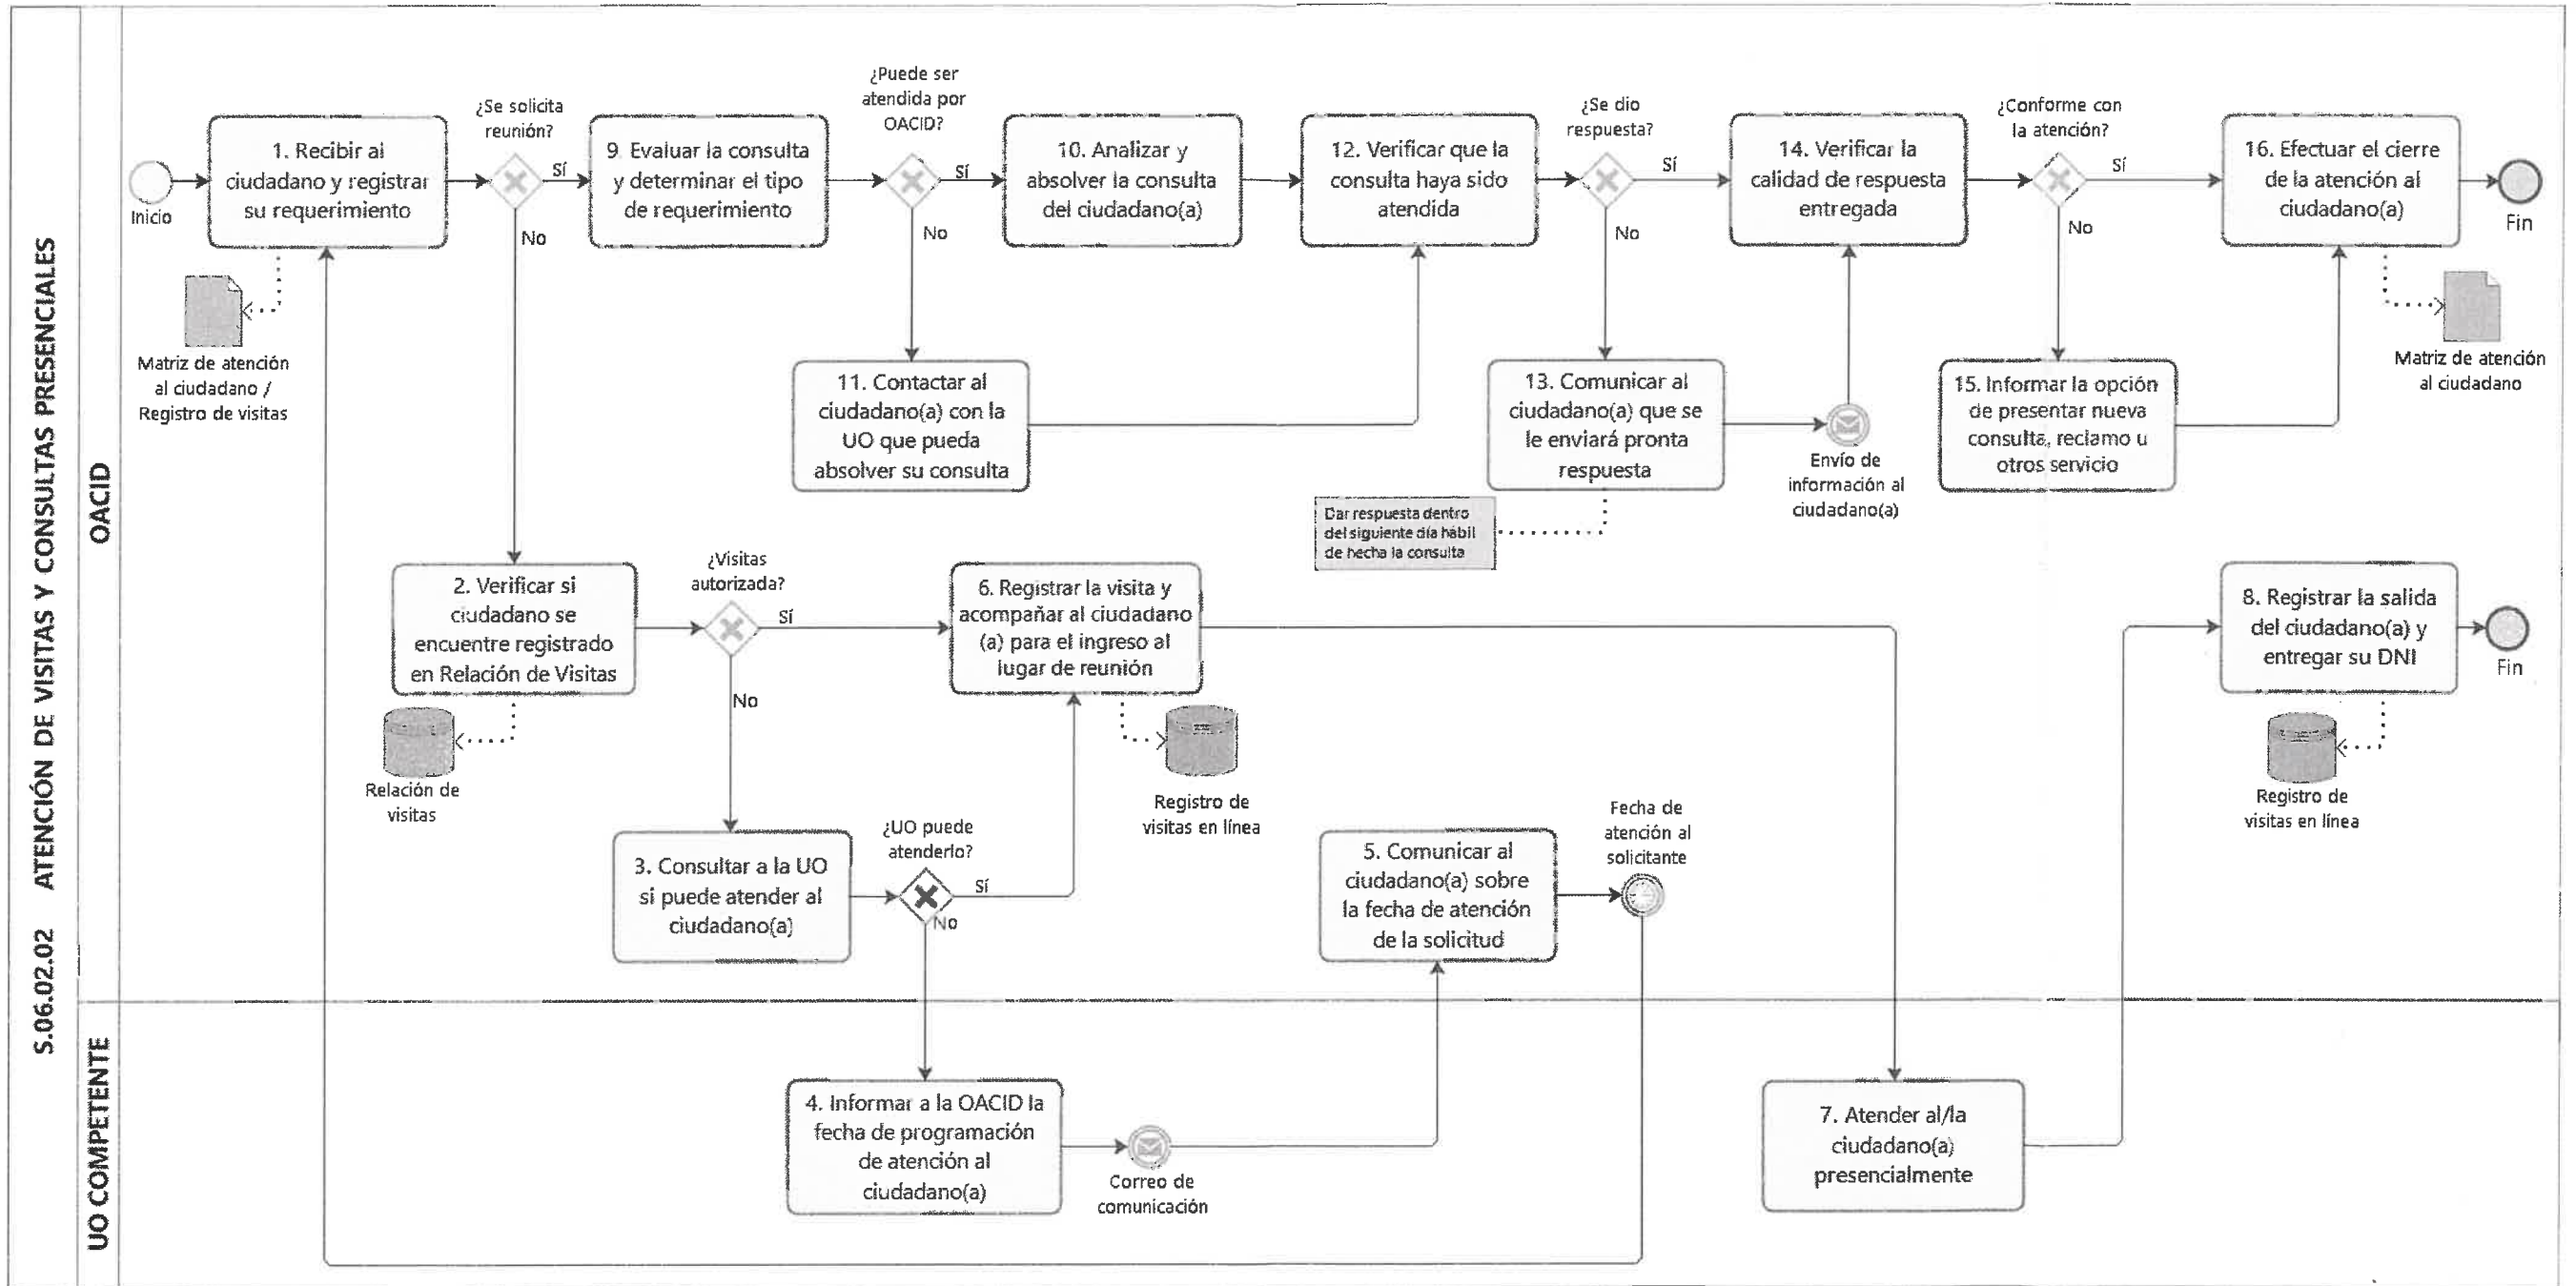 S.06.02.02 ATENCIÓN DE VISITAS Y CONSULTAS PRESENCIALES
OACID
Inicio
1. Recibir al
ciudadano y registrar
su requerimiento
Matriz de atención
al ciudadano /
Registro de visitas
¿Se solicita
reunión?
Sí
No
9. Evaluar la consulta
y determinar el tipo
de requerimiento
¿Puede ser
atendida por
OACID?
Sí
No
10. Analizar y
absolver la consulta
del ciudadano(a)
11. Contactar al
ciudadano(a) con la
UO que pueda
absolver su consulta
12. Verificar que la
consulta haya sido
atendida
¿Se dio
respuesta?
Sí
No
13. Comunicar al
ciudadano(a) que se
le enviará pronta
respuesta
Dar respuesta dentro
del siguiente día hábil
de hecha la consulta
Envío de
información al
ciudadano(a)
14. Verificar la
calidad de respuesta
entregada
¿Conforme con
la atención?
Sí
No
15. Informar la opción
de presentar nueva
consulta, reclamo u
otros servicio
16. Efectuar el cierre
de la atención al
ciudadano(a)
Fin
Matriz de atención
al ciudadano
2. Verificar si
ciudadano se
encuentre registrado
en Relación de Visitas
Relación de
visitas
¿Visitas
autorizada?
Sí
No
6. Registrar la visita y
acompañar al ciudadano
(a) para el ingreso al
lugar de reunión
Registro de
visitas en línea
3. Consultar a la UO
si puede atender al
ciudadano(a)
¿UO puede
atenderlo?
Sí
No
5. Comunicar al
ciudadano(a) sobre
la fecha de atención
de la solicitud
Fecha de
atención al
solicitante
8. Registrar la salida
del ciudadano(a) y
entregar su DNI
Fin
Registro de
visitas en línea
UO COMPETENTE
4. Informar a la OACID la
fecha de programación
de atención al
ciudadano(a)
Correo de
comunicación
7. Atender al/la
ciudadano(a)
presencialmente